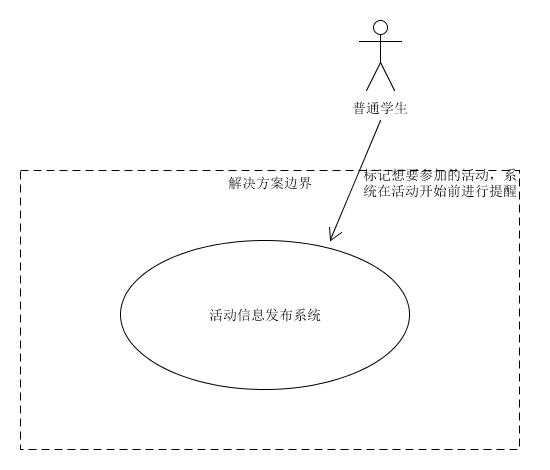 普通学生
标记想要参加的活动，系
统在活动开始前进行提醒
解决方案边界
活动信息发布系统